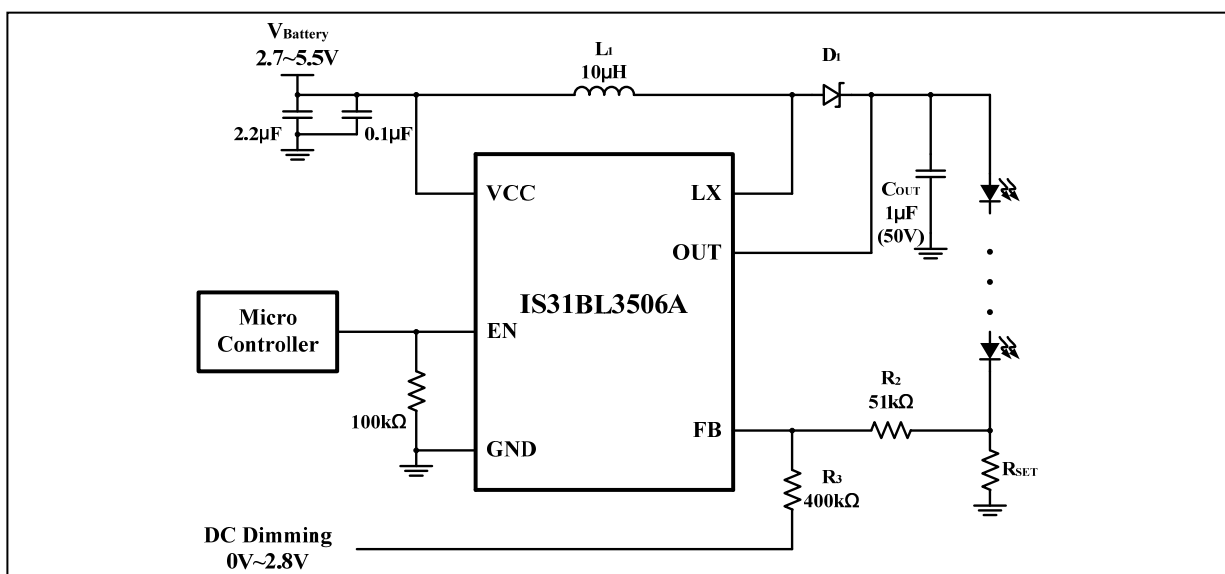 VBattery
2.7~5.5V
2.2µF
0.1µF
L1
10µH
D1
VCC
LX
COUT
1µF
(50V)
OUT
IS31BL3506A
Micro
Controller
EN
100kΩ
GND
FB
R2
51kΩ
RSET
R3
400kΩ
DC Dimming
0V~2.8V